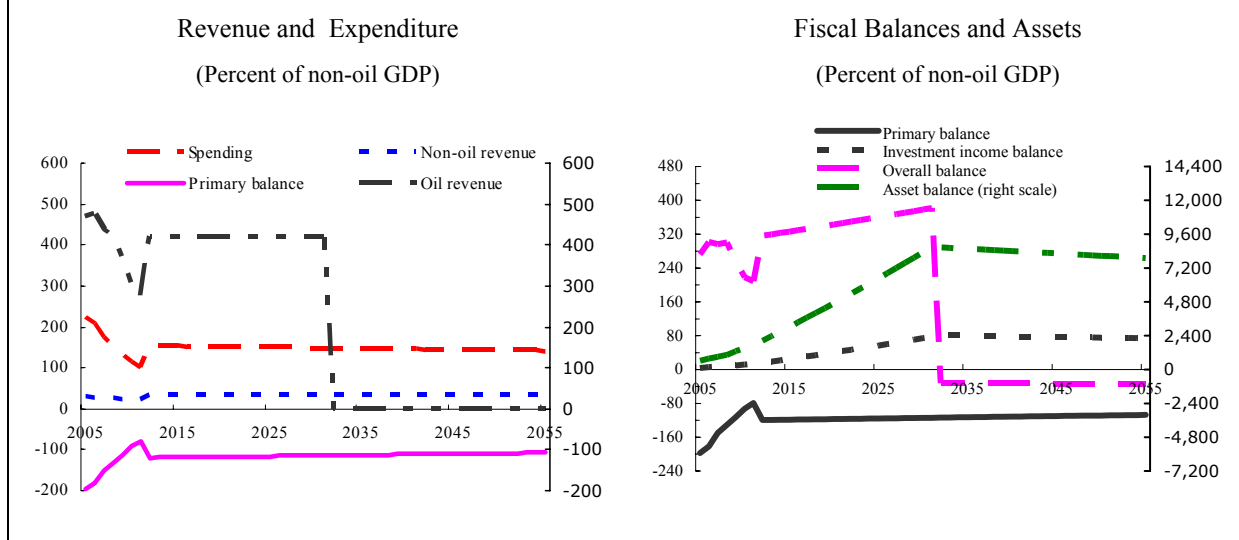 Revenue and Expenditure
(Percent of non-oil GDP)
Spending
Non-oil revenue
Primary balance
Oil revenue
600
500
400
300
200
100
0
-100
-200
600
500
400
300
200
100
0
-100
-200
2005 2015 2025 2035 2045 2055
Fiscal Balances and Assets
(Percent of non-oil GDP)
Primary balance
Investment income balance
Overall balance
Asset balance (right scale)
480
400
320
240
160
80
0
-80
-160
-240
14,400
12,000
9,600
7,200
4,800
2,400
0
-2,400
-4,800
-7,200
2005 2015 2025 2035 2045 2055